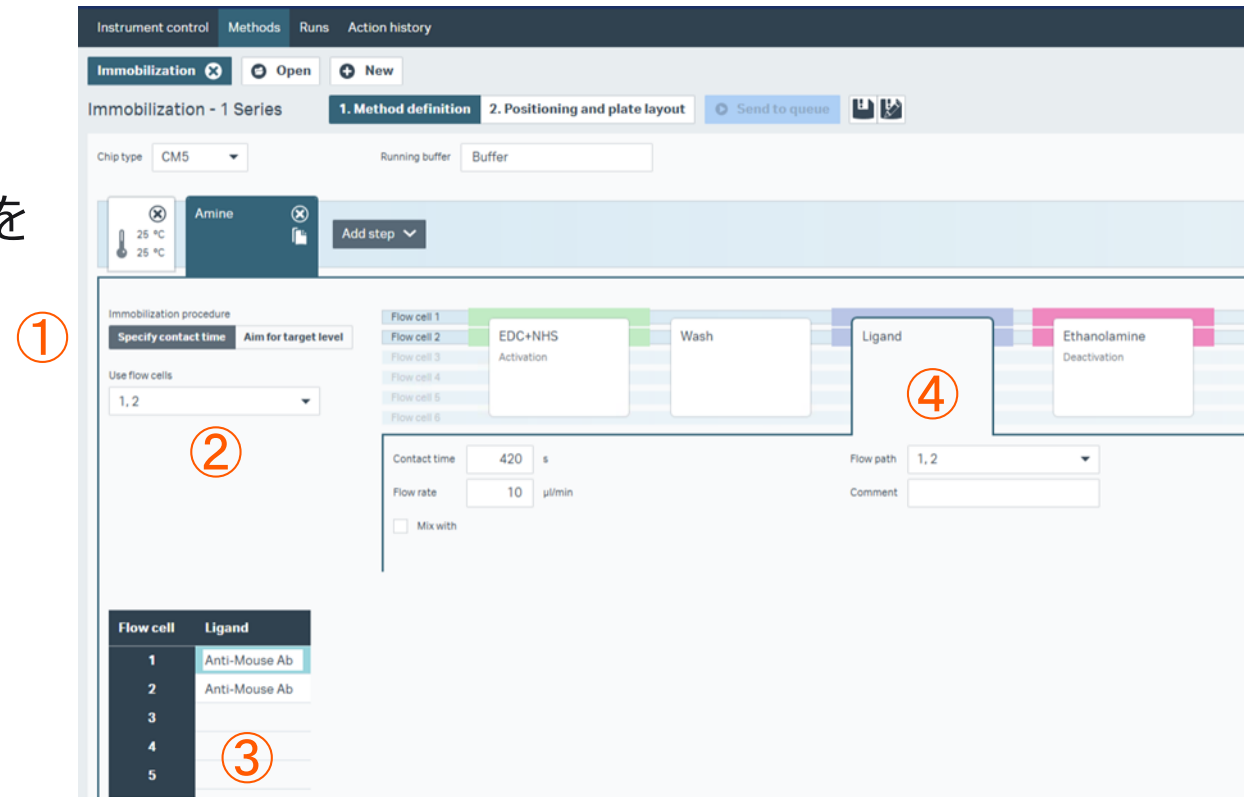 Instrument control Methods Runs Action history
Immobilization Open New
Immobilization - 1 Series 1. Method definition 2. Positioning and plate layout Send to queue
Chip type CM5 Running buffer Buffer
を
Amine
25 °C
25 °C
Add step
①
Immobilization procedure
Specify contact time Aim for target level
Use flow cells
1, 2
②
Flow cell 1
Flow cell 2
Flow cell 3
Flow cell 4
Flow cell 5
Flow cell 6
EDC+NHS
Activation
Wash
Ligand
④
Ethanolamine
Deactivation
Contact time 420 s Flow path 1, 2
Flow rate 10 µl/min Comment
Mix with
Flow cell Ligand
1 Anti-Mouse Ab
2 Anti-Mouse Ab
3
4
③
5